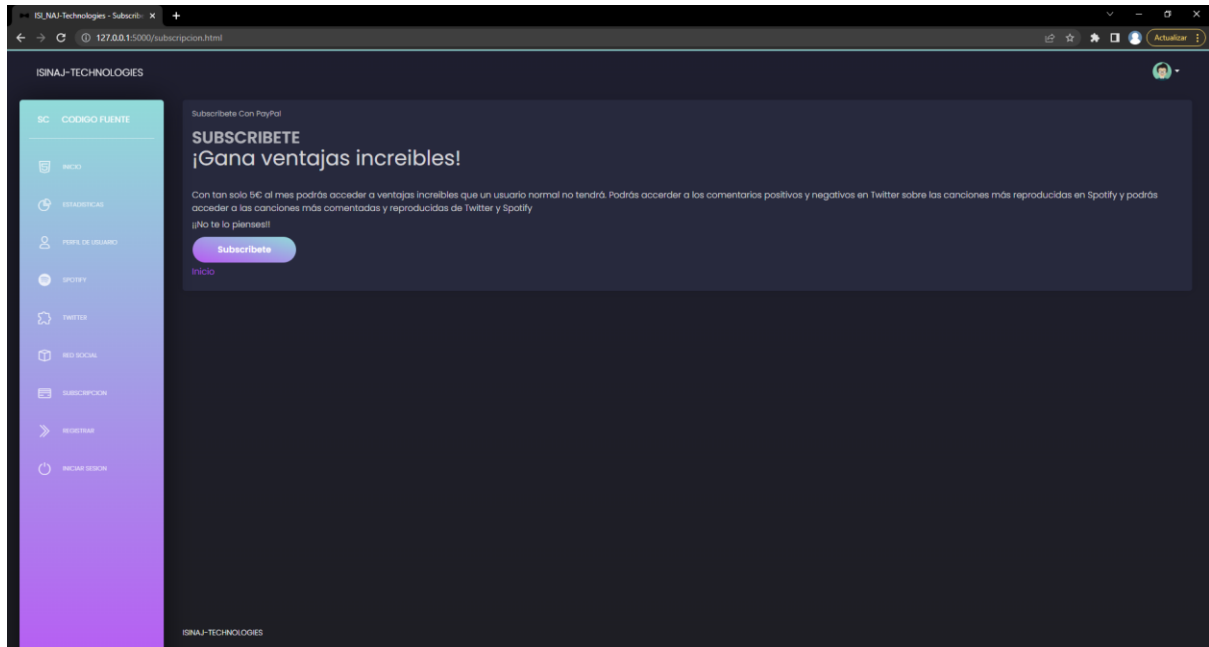 ISI_NAJ-Technologies - Subscrib
127.0.0.1:5000/subscripcion.html
Actualizar
ISINAJ-TECHNOLOGIES
SC CODIGO FUENTE
INICIO
ESTADISTICAS
PERFIL DE USUARIO
SPOTIFY
TWITTER
RED SOCIAL
SUBSCRIPCION
REGISTRAR
INICIAR SESION
Subscribete Con PayPal
SUBSCRIBETE
¡Gana ventajas increibles!
Con tan solo 5€ al mes podrás acceder a ventajas increibles que un usuario normal no tendrá. Podrás accerder a los comentarios positivos y negativos en Twitter sobre las canciones más reproducidas en Spotify y podrás
acceder a las canciones más comentadas y reproducidas de Twitter y Spotify
¡¡No te lo pienses!!
Subscribete
Inicio
ISINAJ-TECHNOLOGIES